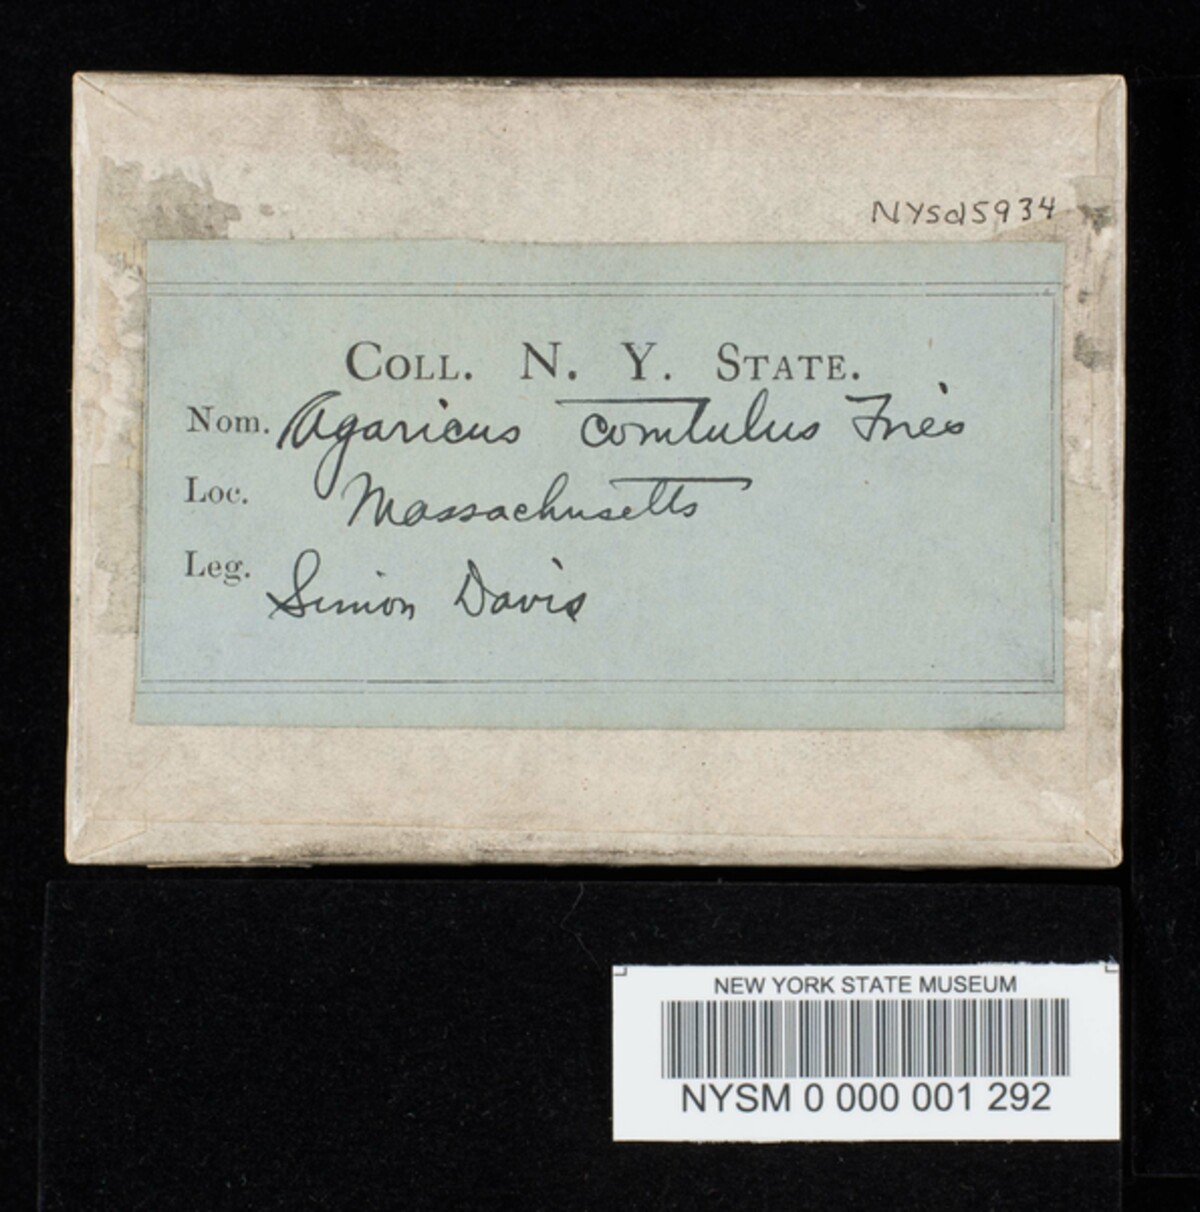 NYSd5934
COLL. N. Y. STATE.
Nom. Agaricus comtulus Fries
Loc. Massachusetts
Leg. Simon Davis
NEW YORK STATE MUSEUM
NYSM 0 000 001 292